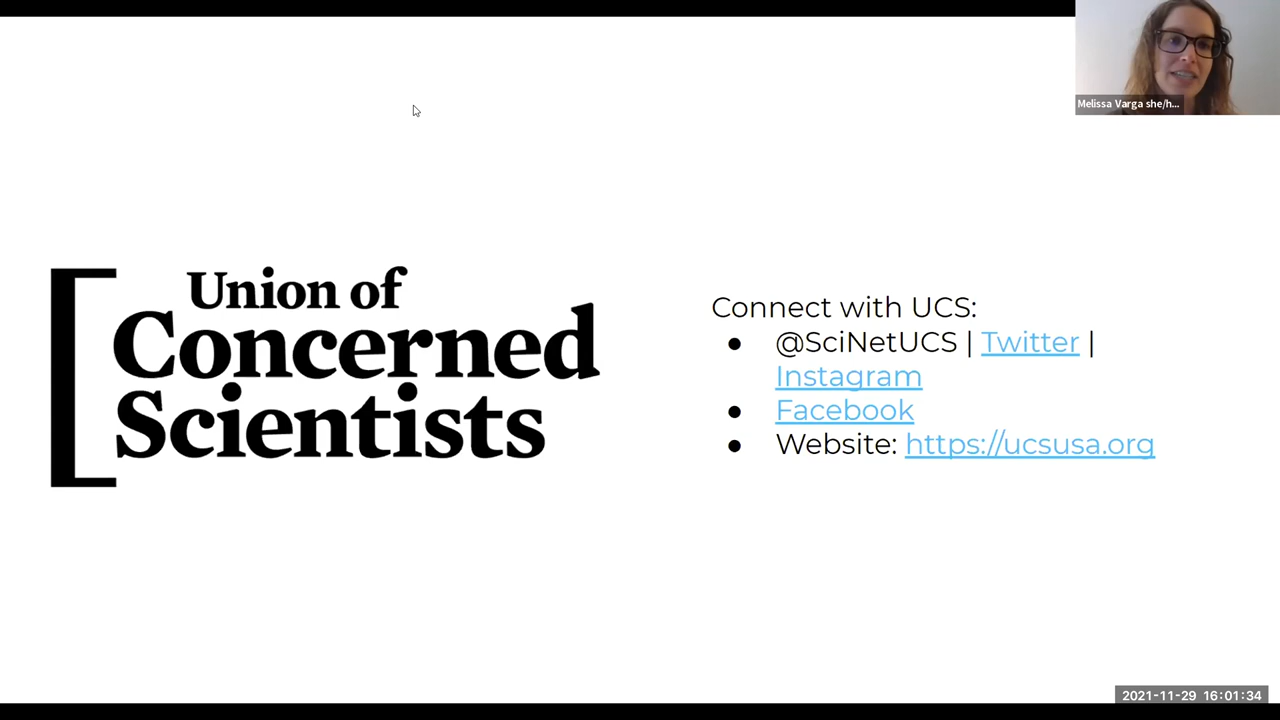 Melissa Varga she/h...
Union of
Concerned
Scientists
Connect with UCS:
● @SciNetUCS | Twitter |
Instagram
● Facebook
● Website: https://ucsusa.org
2021-11-29 16:01:34